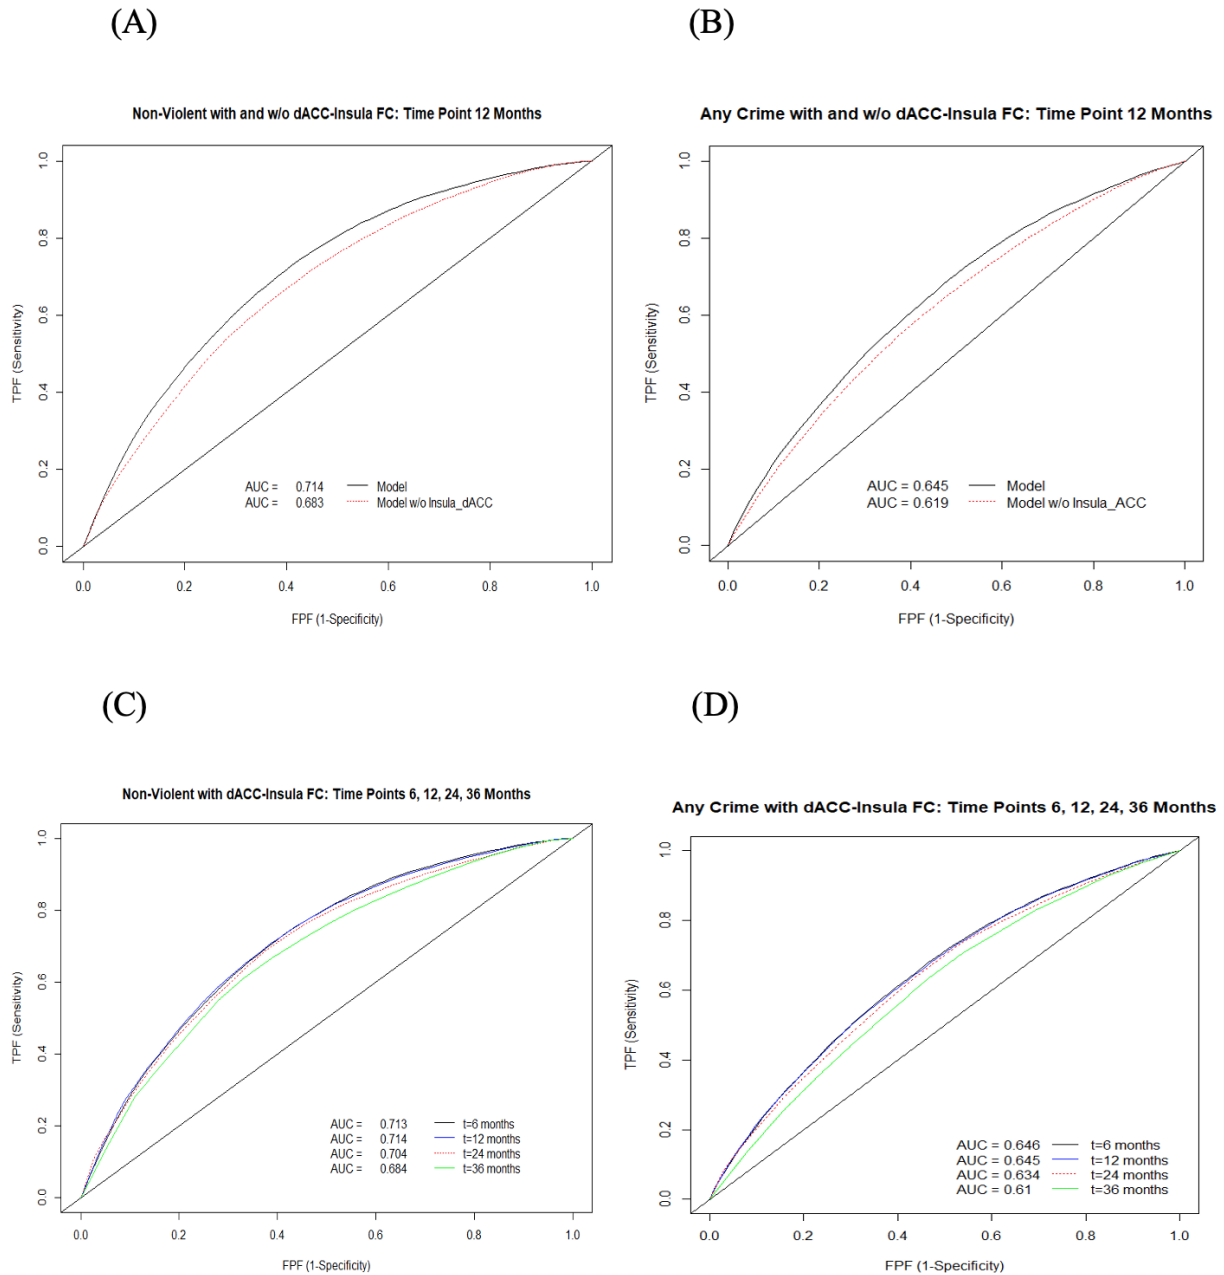 (A)
Non-Violent with and w/o dACC-Insula FC: Time Point 12 Months
TPF (Sensitivity)
1.0
0.8
0.6
0.4
0.2
0.0
AUC = 0.714 Model
AUC = 0.683 Model w/o Insula_dACC
0.0 0.2 0.4 0.6 0.8 1.0
FPF (1-Specificity)
(B)
Any Crime with and w/o dACC-Insula FC: Time Point 12 Months
TPF (Sensitivity)
1.0
0.8
0.6
0.4
0.2
0.0
AUC = 0.645 Model
AUC = 0.619 Model w/o Insula_ACC
0.0 0.2 0.4 0.6 0.8 1.0
FPF (1-Specificity)
(C)
Non-Violent with dACC-Insula FC: Time Points 6, 12, 24, 36 Months
TPF (Sensitivity)
1.0
0.8
0.6
0.4
0.2
0.0
AUC = 0.713 t=6 months
AUC = 0.714 t=12 months
AUC = 0.704 t=24 months
AUC = 0.684 t=36 months
0.0 0.2 0.4 0.6 0.8 1.0
FPF (1-Specificity)
(D)
Any Crime with dACC-Insula FC: Time Points 6, 12, 24, 36 Months
TPF (Sensitivity)
1.0
0.8
0.6
0.4
0.2
0.0
AUC = 0.646 t=6 months
AUC = 0.645 t=12 months
AUC = 0.634 t=24 months
AUC = 0.61 t=36 months
0.0 0.2 0.4 0.6 0.8 1.0
FPF (1-Specificity)